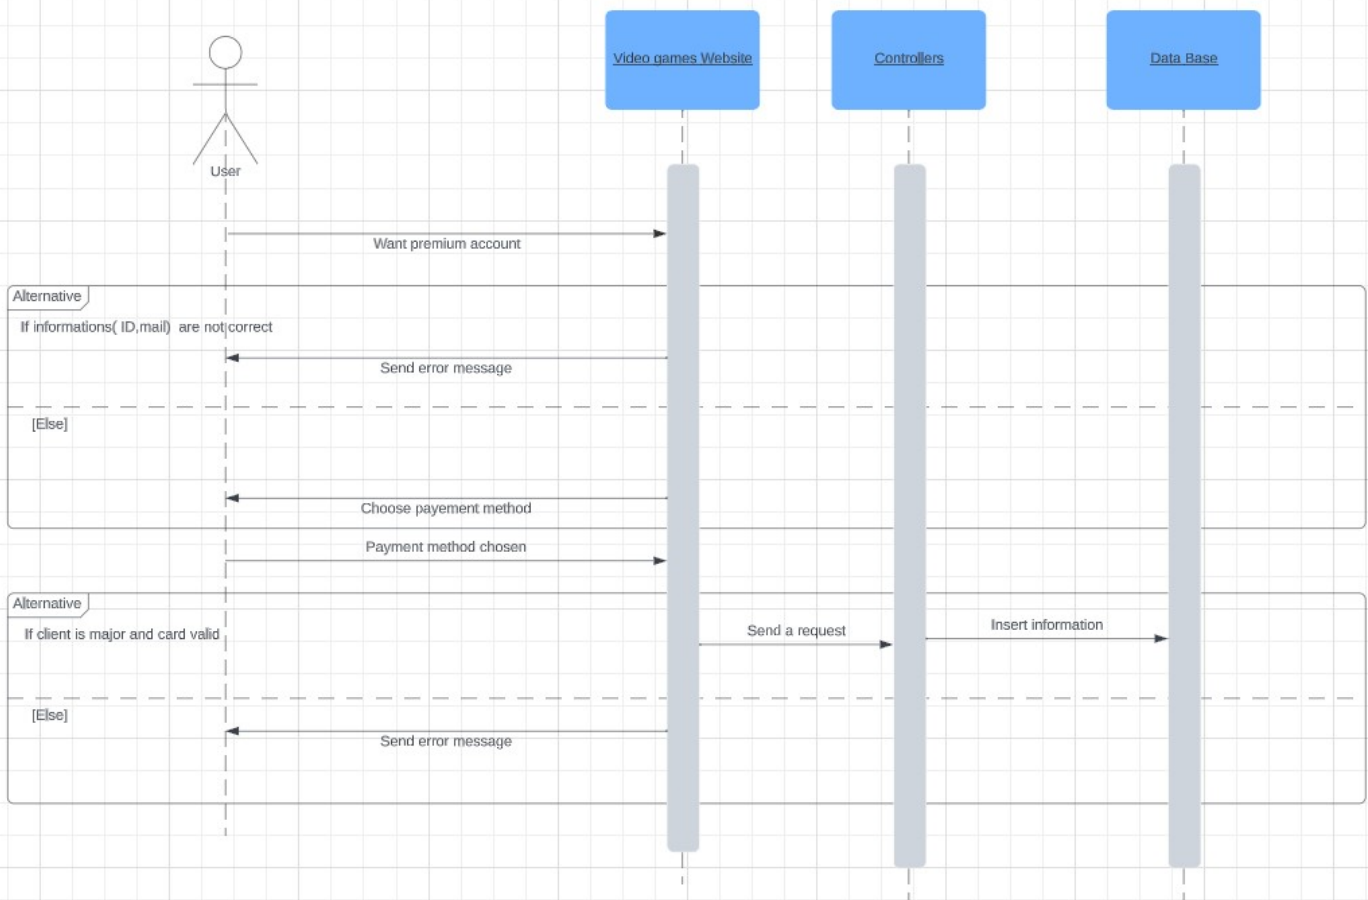 Video games Website
Controllers
Data Base
User
Want premium account
Alternative
If informations( ID,mail)  are not correct
Send error message
[Else]
Choose payement method
Payment method chosen
Alternative
If client is major and card valid
Send a request
Insert information
[Else]
Send error message